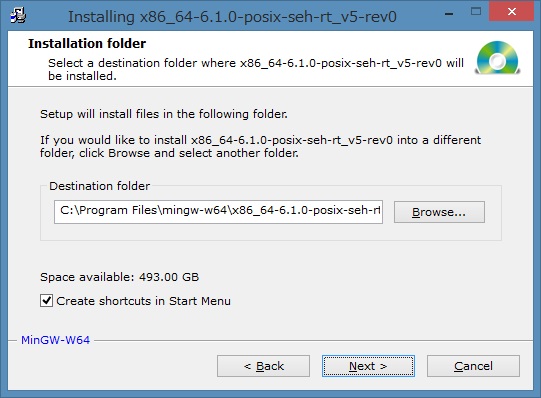 Installing x86_64-6.1.0-posix-seh-rt_v5-rev0
Installation folder
Select a destination folder where x86_64-6.1.0-posix-seh-rt_v5-rev0 will
be installed.
Setup will install files in the following folder.
If you would like to install x86_64-6.1.0-posix-seh-rt_v5-rev0 into a different
folder, click Browse and select another folder.
Destination folder
C:\Program Files\mingw-w64\x86_64-6.1.0-posix-seh-rt
Browse...
Space available: 493.00 GB
Create shortcuts in Start Menu
MinGW-W64
< Back
Next >
Cancel